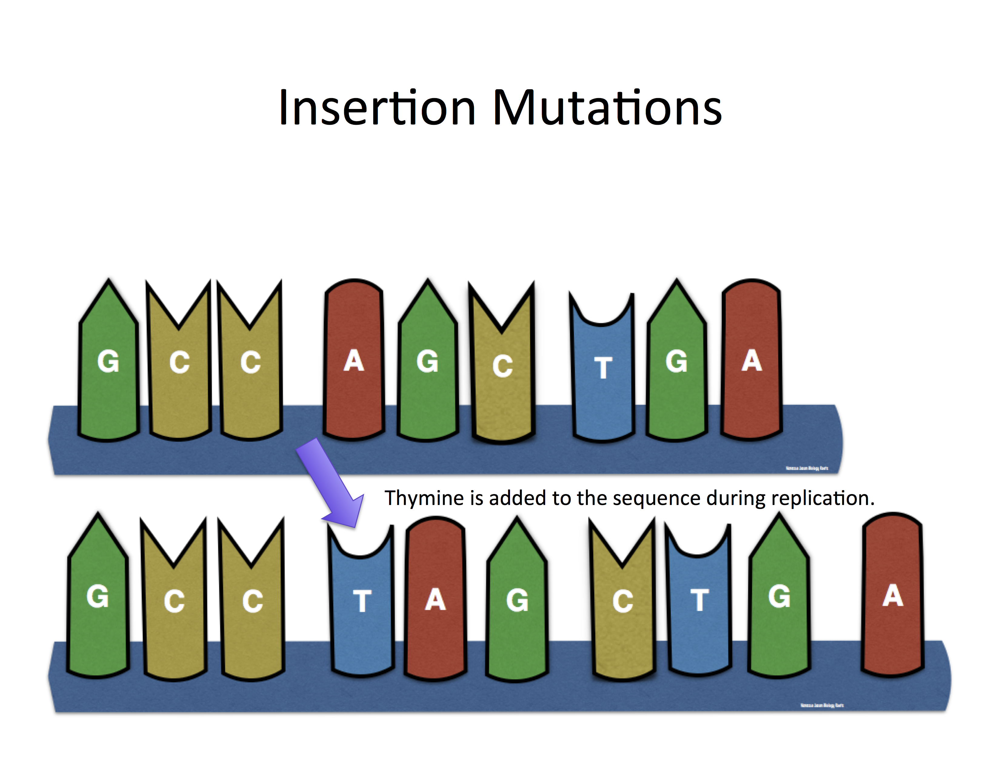 Insertion Mutations
G C C A G C T G A
Thymine is added to the sequence during replication.
G C C T A G C T G A